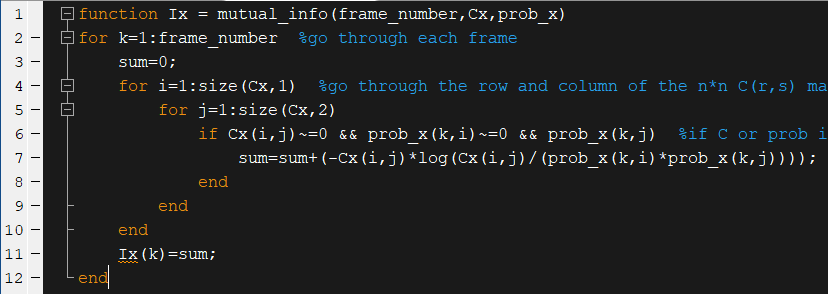 1 function Ix = mutual_info(frame_number,Cx,prob_x)
2 for k=1:frame_number %go through each frame
3 sum=0;
4 for i=1:size(Cx,1) %go through the row and column of the n*n C(r,s) ma
5 for j=1:size(Cx,2)
6 if Cx(i,j)~=0 && prob_x(k,i)~=0 && prob_x(k,j) %if C or prob i
7 sum=sum+(-Cx(i,j)*log(Cx(i,j)/(prob_x(k,i)*prob_x(k,j))));
8 end
9 end
10 end
11 Ix(k)=sum;
12 end